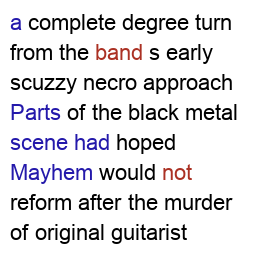 a complete degree turn
from the band s early
scuzzy necro approach
Parts of the black metal
scene had hoped
Mayhem would not
reform after the murder
of original guitarist